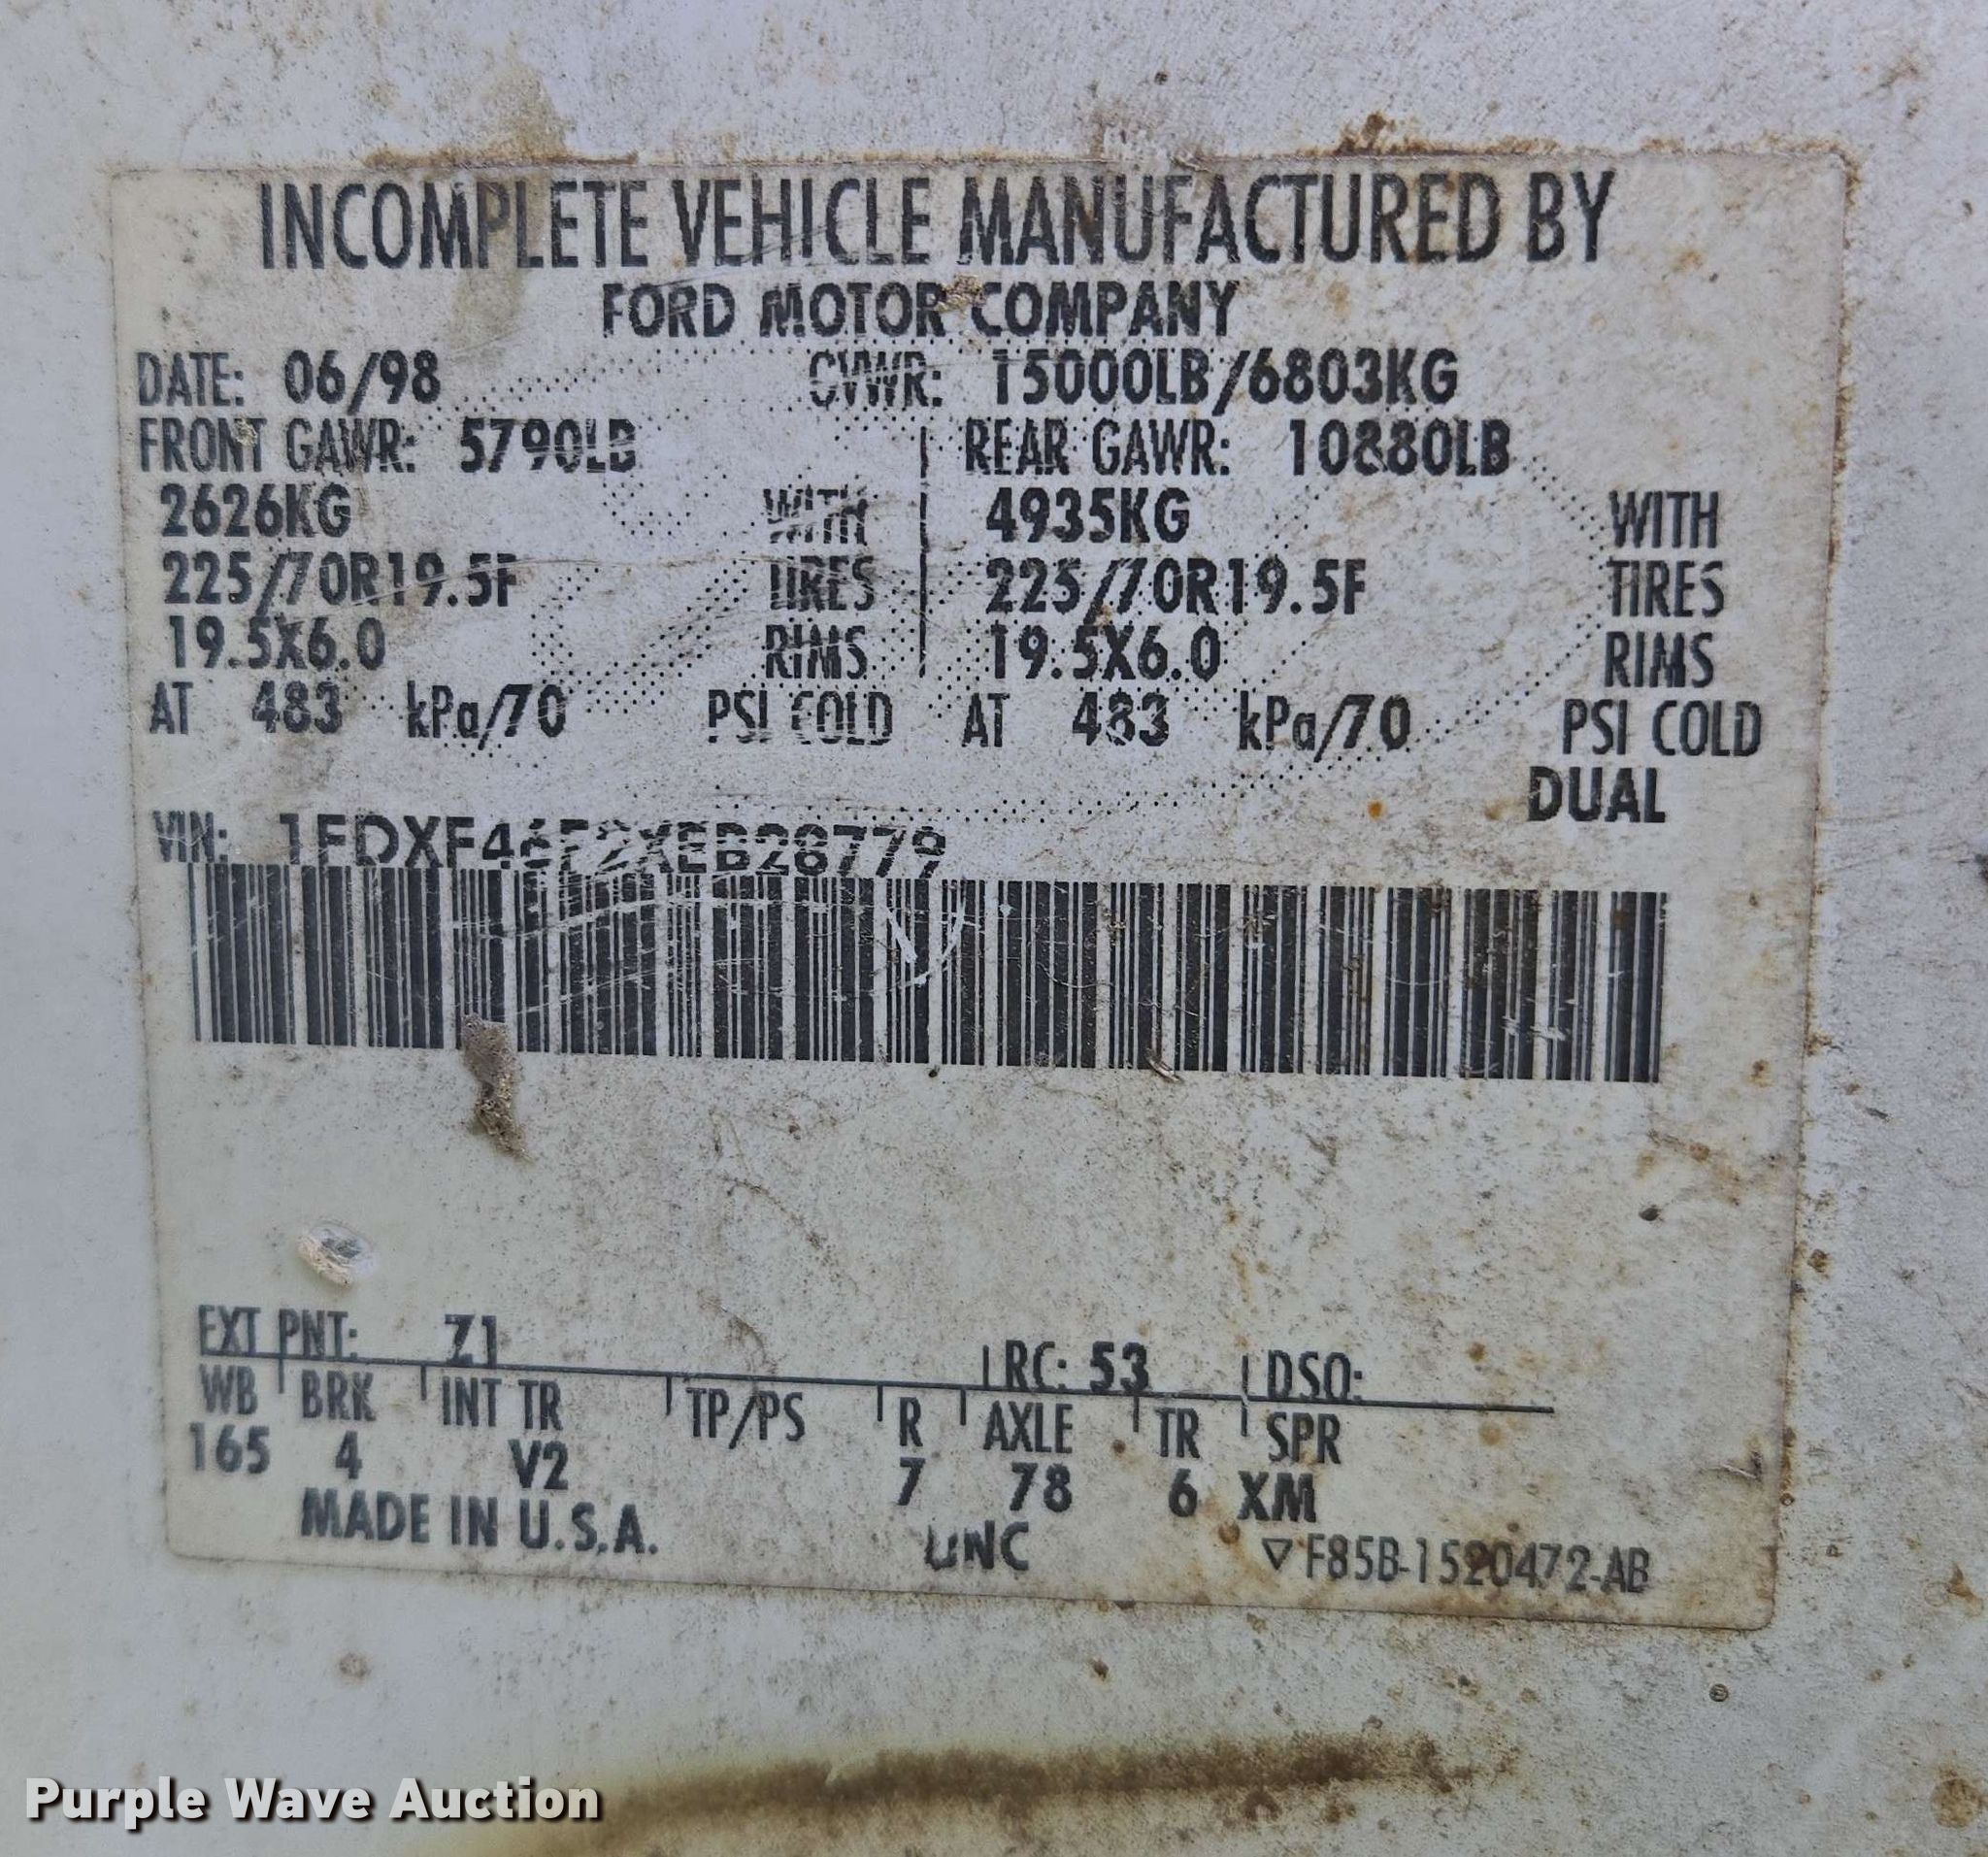 INCOMPLETE VEHICLE MANUFACTURED BY
FORD MOTOR COMPANY
DATE: 06/98 GVWR: 15000LB/6803KG
FRONT GAWR: 5790LB REAR GAWR: 10880LB
2626KG WITH 4935KG WITH
225/70R19.5F TIRES 225/70R19.5F TIRES
19.5X6.0 RIMS 19.5X6.0 RIMS
AT 483 kPa/70 PSI COLD AT 483 kPa/70 PSI COLD
DUAL
VIN: 1FDXF46F2XEB28779
EXT PNT: Z1 RC: 53 DSO:
WB BRK INT TR TP/PS R AXLE TR SPR
165 4 V2 7 78 6 XM
MADE IN U.S.A. UNC ▽F85B-1520472-AB
Purple Wave Auction